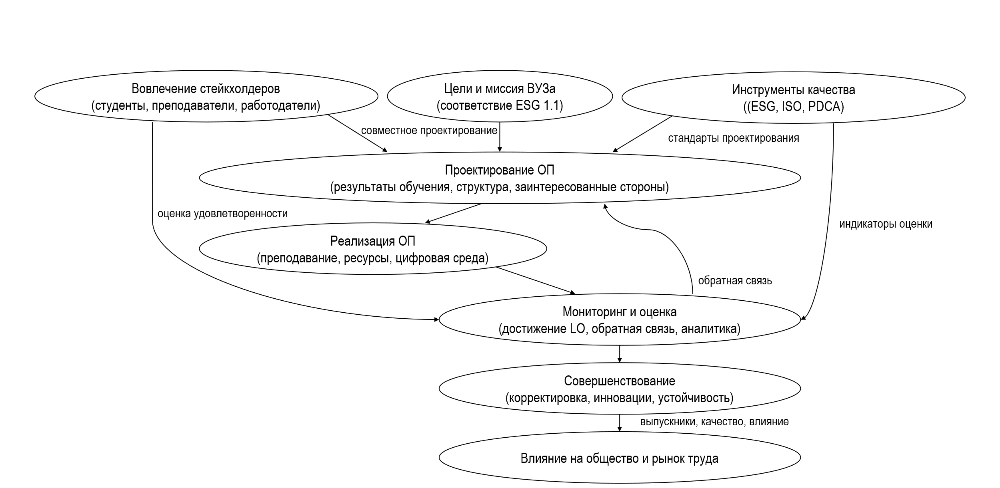 Вовлечение стейкхолдеров
(студенты, преподаватели, работодатели)
Цели и миссия ВУЗа
(соответствие ESG 1.1)
Инструменты качества
((ESG, ISO, PDCA)
совместное проектирование
стандарты проектирования
Проектирование ОП
(результаты обучения, структура, заинтересованные стороны)
оценка удовлетворенности
индикаторы оценки
Реализация ОП
(преподавание, ресурсы, цифровая среда)
обратная связь
Мониторинг и оценка
(достижение LO, обратная связь, аналитика)
Совершенствование
(корректировка, инновации, устойчивость)
выпускники, качество, влияние
Влияние на общество и рынок труда